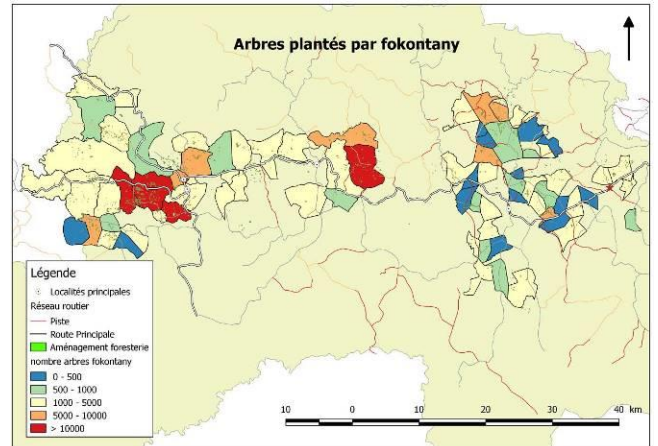 Arbres plantés par fokontany
Légende
Localités principales
Réseau routier
Piste
Route Principale
Aménagement foresterie
nombre arbres fokontany
0 - 500
500 - 1000
1000 - 5000
5000 - 10000
> 10000
10 0 10 20 30 40 km